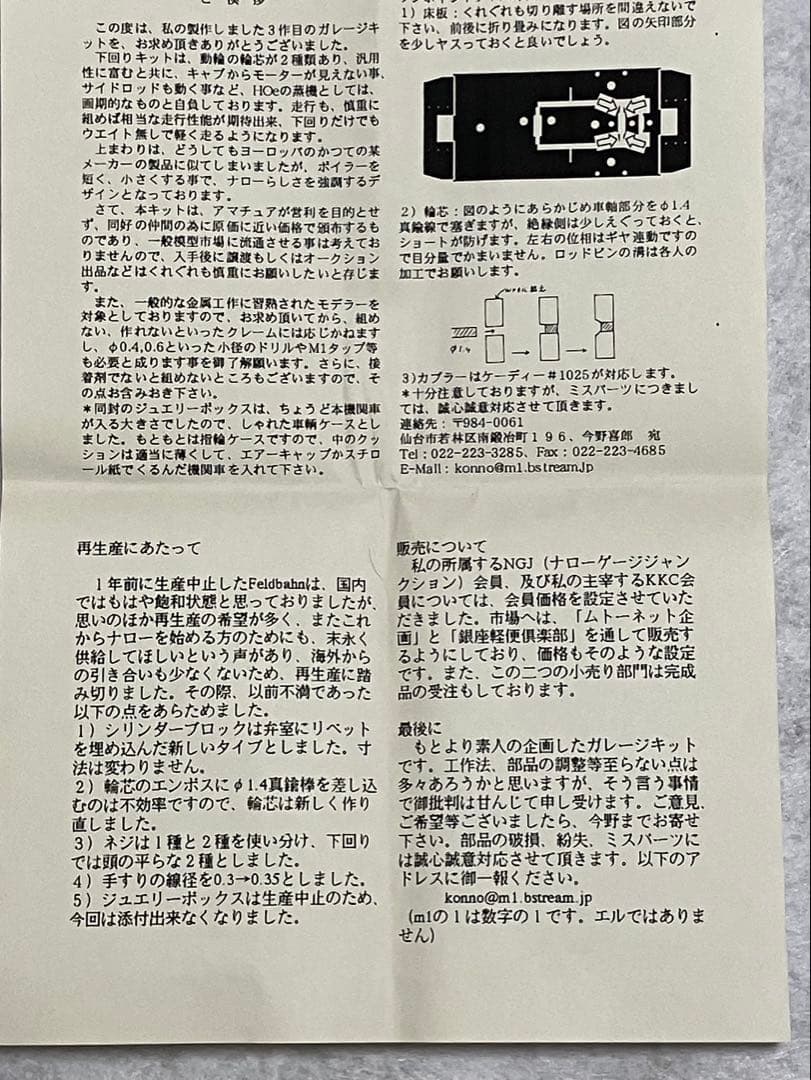 ご挨拶
この度は、私の製作しました3作目のガレージキ
ットを、お求め頂きありがとうございました。
下回りキットは、動輪の輪芯が2種類あり、汎用
性に富むと共に、キャブからモーターが見えない事、
サイドロッドも動く事など、HOeの蒸機としては、
画期的なものと自負しております。走行も、慎重に
組めば相当な走行性能が期待出来、下回りだけでも
ウエイト無しで軽く走るようになります。
上まわりは、どうしてもヨーロッパのかつての某
メーカーの製品に似てしまいましたが、ボイラーを
短く、小さくする事で、ナローらしさを強調するデ
ザインとなっております。
さて、本キットは、アマチュアが営利を目的とせ
ず、同好の仲間の為に原価に近い価格で頒布するも
のであり、一般模型市場に流通させる事は考えてお
りませんので、入手後に譲渡もしくはオークション
出品などはくれぐれも慎重にお願いしたいと存じま
す。
また、一般的な金属工作に習熟されたモデラーを
対象としておりますので、お求め頂いてから、組め
ない、作れないといったクレームには応じかねます
し、φ0.4,0.6といった小径のドリルやM1タップ等
も必要と成ります事を御了解願います。さらに、接
着剤でないと組めないところもございますので、そ
の点お含みおき下さい。
*同封のジュエリーボックスは、ちょうど本機関車
が入る大きさでしたので、しゃれた車輌ケースとし
ました。もともとは指輪ケースですので、中のクッ
ションは適当に薄くして、エアーキャップかスチロ
ール紙でくるんだ機関車を入れて下さい。
1)床板:くれぐれも切り離す場所を間違えないで
下さい、前後に折り畳みになります。図の矢印部分
を少しヤスっておくと良いでしょう。
2)輪芯:図のようにあらかじめ車軸部分をφ1.4
真鍮線で塞ぎますが、絶縁側は少しえぐっておくと、
ショートが防げます。左右の位相はギヤ連動ですの
で目分量でかまいません。ロッドピンの溝は各人の
加工でお願いします。
φ1.4
3)カプラーはケーディー#1025が対応します。
*十分注意しておりますが、ミスパーツにつきまし
ては、誠心誠意対応させて頂きます。
連絡先:〒984-0061
仙台市若林区南鍛冶町196、今野喜郎 宛
Tel:022-223-3285、Fax:022-223-4685
E-Mail:konno@m1.bstream.jp
再生産にあたって
1年前に生産中止したFeldbahnは、国内
ではもはや飽和状態と思っておりましたが、
思いのほか再生産の希望が多く、またこれ
からナローを始める方のためにも、末永く
供給してほしいという声があり、海外から
の引き合いも少なくないため、再生産に踏
み切りました。その際、以前不満であった
以下の点をあらためました。
1)シリンダーブロックは弁室にリベット
を埋め込んだ新しいタイプとしました。寸
法は変わりません。
2)輪芯のエンボスにφ1.4真鍮棒を差し込
むのは不効率ですので、輪芯は新しく作り
直しました。
3)ネジは1種と2種を使い分け、下回り
では頭の平らな2種としました。
4)手すりの線径を0.3→0.35としました。
5)ジュエリーボックスは生産中止のため、
今回は添付出来なくなりました。
販売について
私の所属するNGJ(ナローゲージジャン
クション)会員、及び私の主宰するKKC会
員については、会員価格を設定させていた
だきました。市場へは、「ムトーネット企
画」と「銀座軽便倶楽部」を通して販売す
るようにしており、価格もそのような設定
です。また、この二つの小売り部門は完成
品の受注もしております。
最後に
もとより素人の企画したガレージキット
です。工作法、部品の調整等至らない点は
多々あろうかと思いますが、そう言う事情
で御批判は甘んじて申し受けます。ご意見、
ご希望等ございましたら、今野までお寄せ
下さい。部品の破損、紛失、ミスパーツに
は誠心誠意対応させて頂きます。以下のア
ドレスに御一報ください。
konno@m1.bstream.jp
(m1の1は数字の1です。エルではありま
せん)